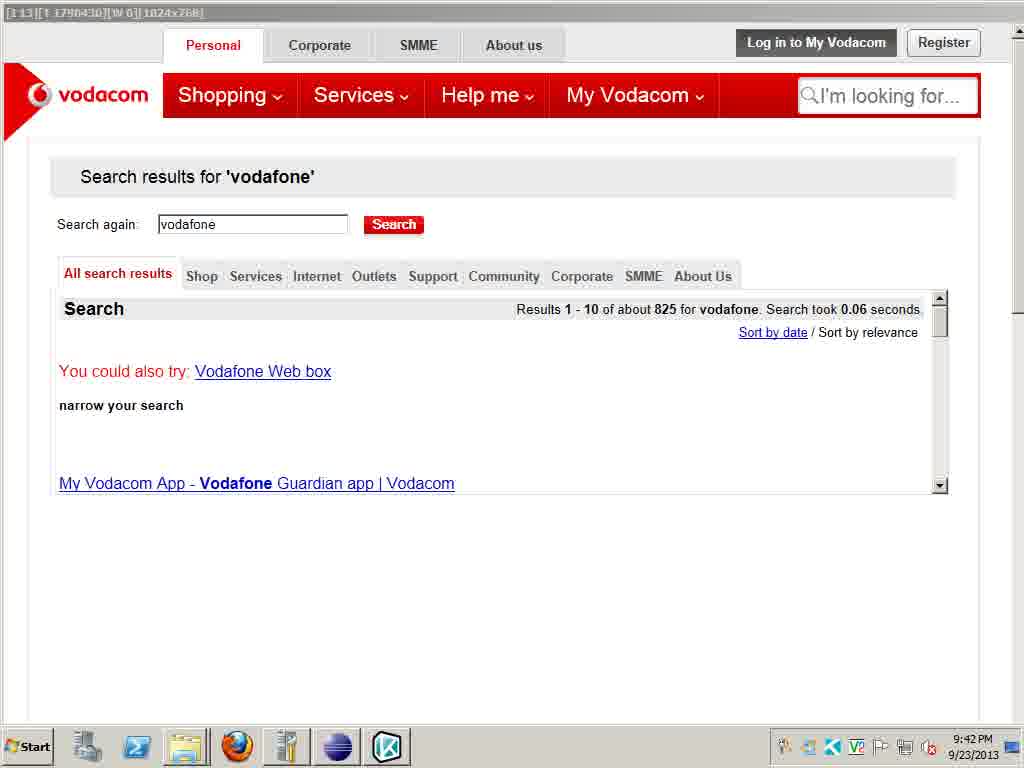 [113][T 1790430][W 0][1024x768]
Personal Corporate SMME About us Log in to My Vodacom Register
vodacom Shopping Services Help me My Vodacom I'm looking for...
Search results for 'vodafone'
Search again: vodafone Search
All search results Shop Services Internet Outlets Support Community Corporate SMME About Us
Search Results 1 - 10 of about 825 for vodafone. Search took 0.06 seconds.
Sort by date / Sort by relevance
You could also try: Vodafone Web box
narrow your search
My Vodacom App - Vodafone Guardian app | Vodacom
Start 9:42 PM
9/23/2013